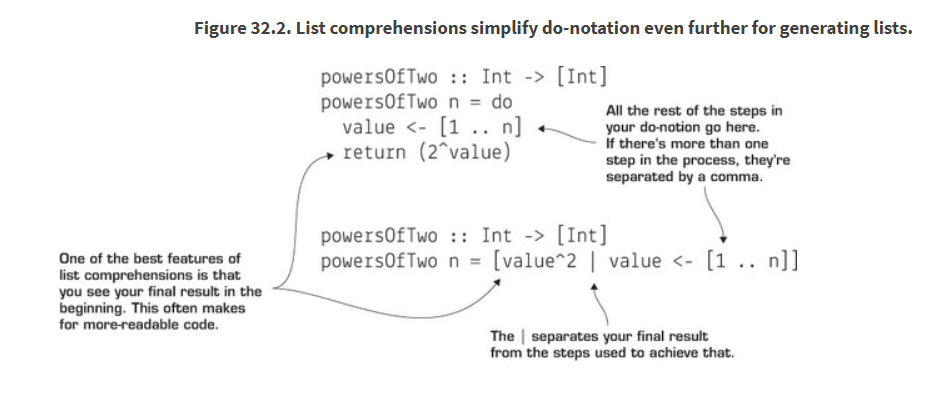 Figure 32.2. List comprehensions simplify do-notation even further for generating lists.
powersOfTwo :: Int -> [Int]
powersOfTwo n = do
value <- [1 .. n]
return (2^value)
All the rest of the steps in
your do-notion go here.
If there's more than one
step in the process, they're
separated by a comma.
powersOfTwo :: Int -> [Int]
powersOfTwo n = [value^2 | value <- [1 .. n]]
One of the best features of
list comprehensions is that
you see your final result in the
beginning. This often makes
for more-readable code.
The | separates your final result
from the steps used to achieve that.